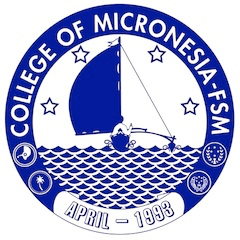 COLLEGE OF MICRONESIA-FSM
APRIL - 1993